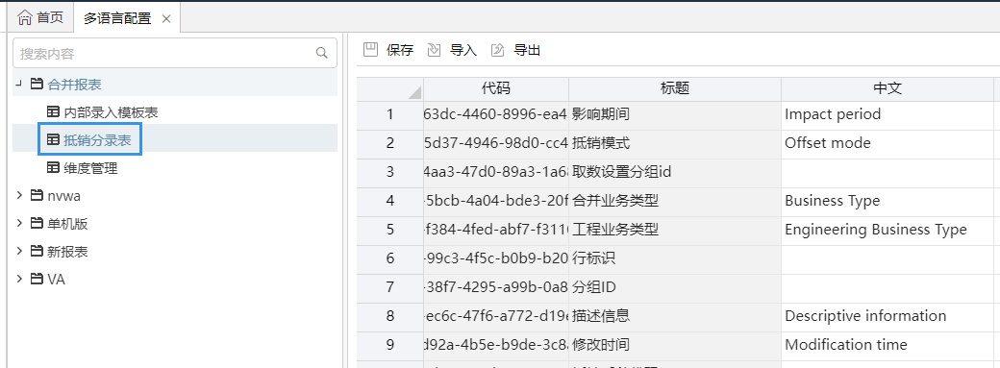 首页 多语言配置 ×
搜索内容
合并报表
内部录入模板表
抵销分录表
维度管理
nvwa
单机版
新报表
VA
保存 导入 导出
代码 标题 中文
1 63dc-4460-8996-ea4 影响期间 Impact period
2 5d37-4946-98d0-cc4 抵销模式 Offset mode
3 4aa3-47d0-89a3-1a6 取数设置分组id
4 -5bcb-4a04-bde3-20f 合并业务类型 Business Type
5 -f384-4fed-abf7-f311 工程业务类型 Engineering Business Type
6 -99c3-4f5c-b0b9-b20 行标识
7 -38f7-4295-a99b-0a8 分组ID
8 -ec6c-47f6-a772-d19 描述信息 Descriptive information
9 d92a-4b5e-b9de-3c8 修改时间 Modification time